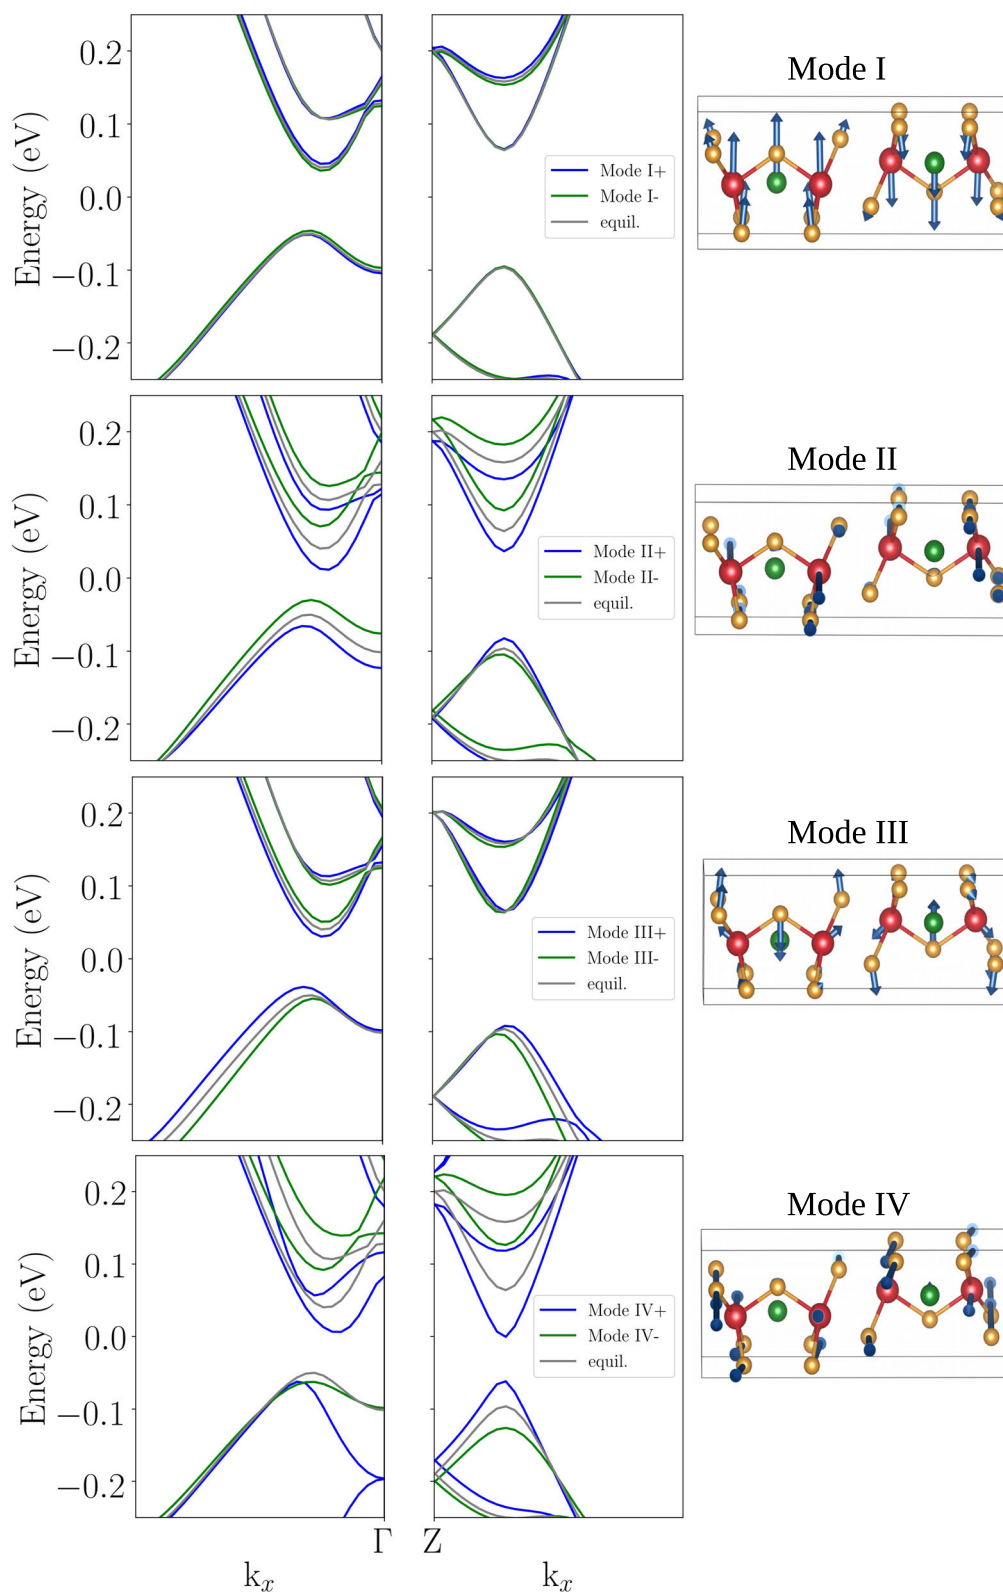 Mode I
Energy (eV)
0.2
0.1
0.0
−0.1
−0.2
Mode I+
Mode I-
equil.
Mode II
Energy (eV)
0.2
0.1
0.0
−0.1
−0.2
Mode II+
Mode II-
equil.
Mode III
Energy (eV)
0.2
0.1
0.0
−0.1
−0.2
Mode III+
Mode III-
equil.
Mode IV
Energy (eV)
0.2
0.1
0.0
−0.1
−0.2
Mode IV+
Mode IV-
equil.
Γ Z
kₓ kₓ